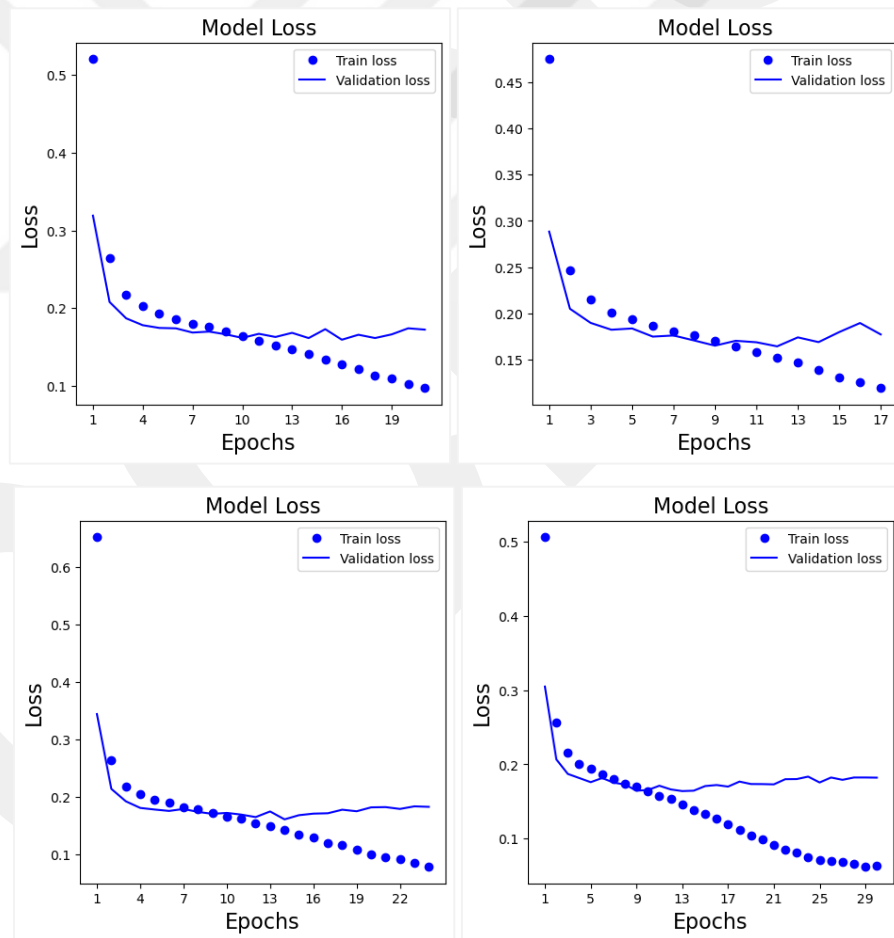 Model Loss
Train loss
Validation loss
0.5
0.4
0.3
0.2
0.1
Loss
1 4 7 10 13 16 19
Epochs
Model Loss
Train loss
Validation loss
0.45
0.40
0.35
0.30
0.25
0.20
0.15
Loss
1 3 5 7 9 11 13 15 17
Epochs
Model Loss
Train loss
Validation loss
0.6
0.5
0.4
0.3
0.2
0.1
Loss
1 4 7 10 13 16 19 22
Epochs
Model Loss
Train loss
Validation loss
0.5
0.4
0.3
0.2
0.1
Loss
1 5 9 13 17 21 25 29
Epochs